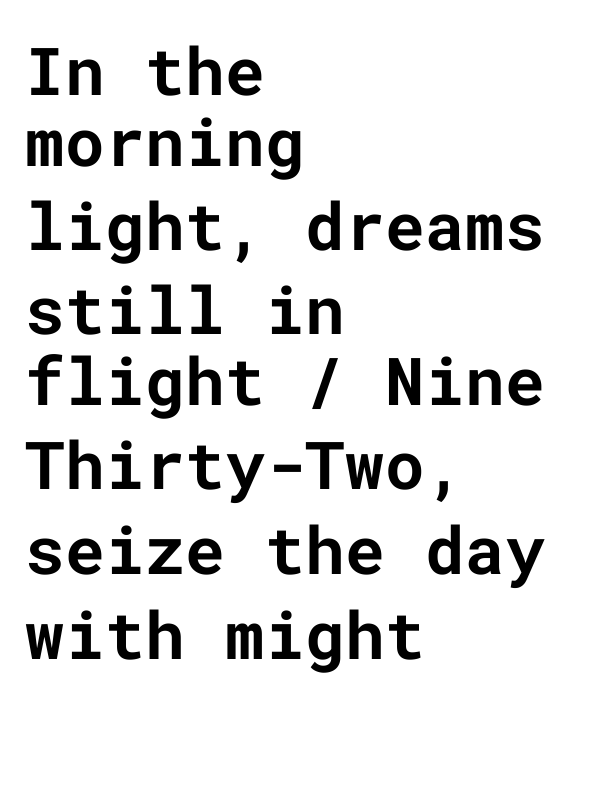 In the
morning
light, dreams
still in
flight / Nine
Thirty-Two,
seize the day
with might